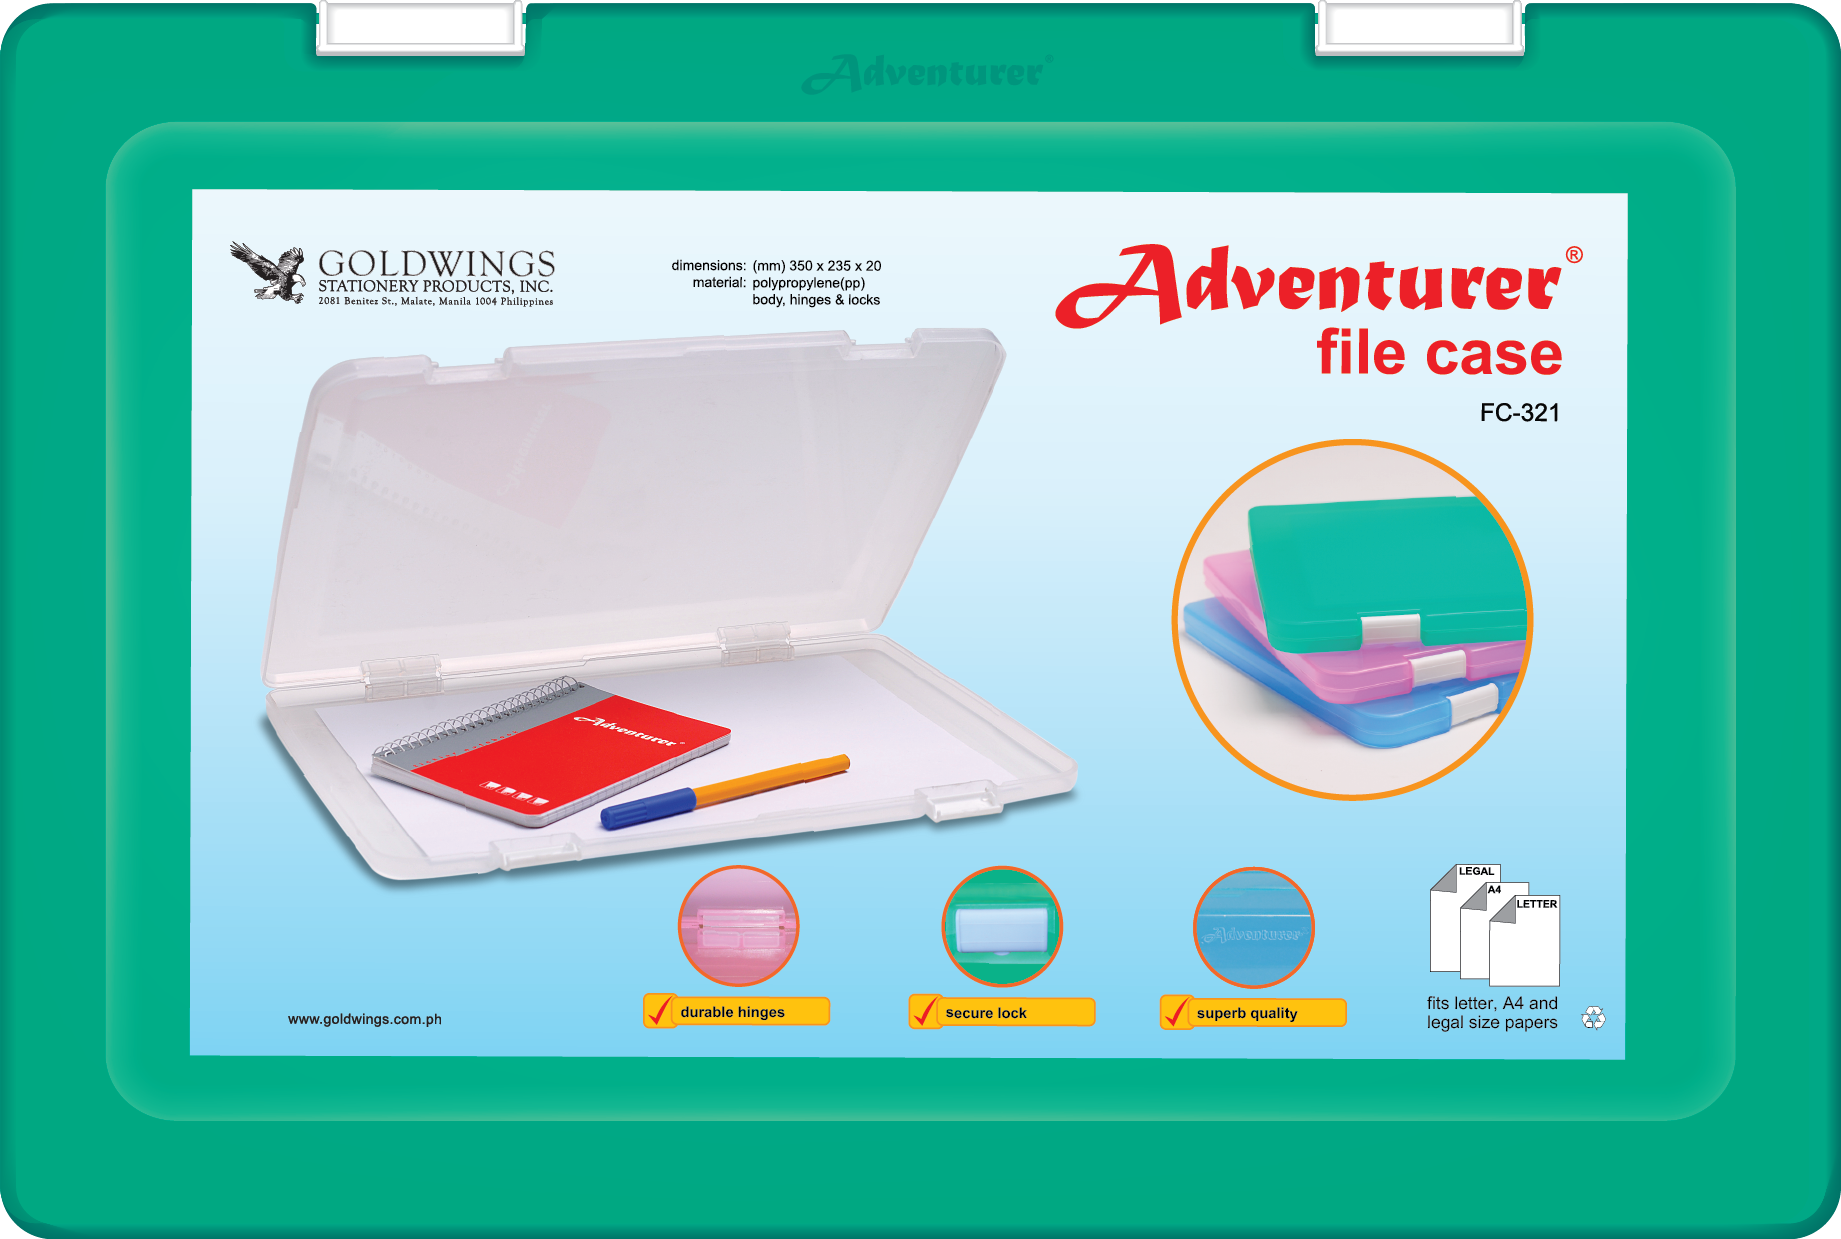 Adventurer®
GOLDWINGS
STATIONERY PRODUCTS, INC.
2081 Benitez St., Malate, Manila 1004 Philippines
dimensions: (mm) 350 x 235 x 20
material: polypropylene(pp)
body, hinges & locks
Adventurer®
file case
FC-321
Adventurer®
Adventurer®
LEGAL
A4
LETTER
durable hinges
secure lock
superb quality
fits letter, A4 and
legal size papers
www.goldwings.com.ph